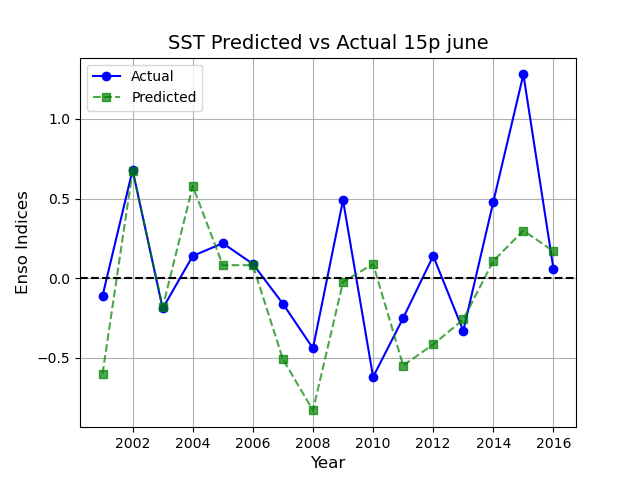 SST Predicted vs Actual 15p june
Actual
Predicted
1.0
0.5
0.0
−0.5
Enso Indices
2002 2004 2006 2008 2010 2012 2014 2016
Year